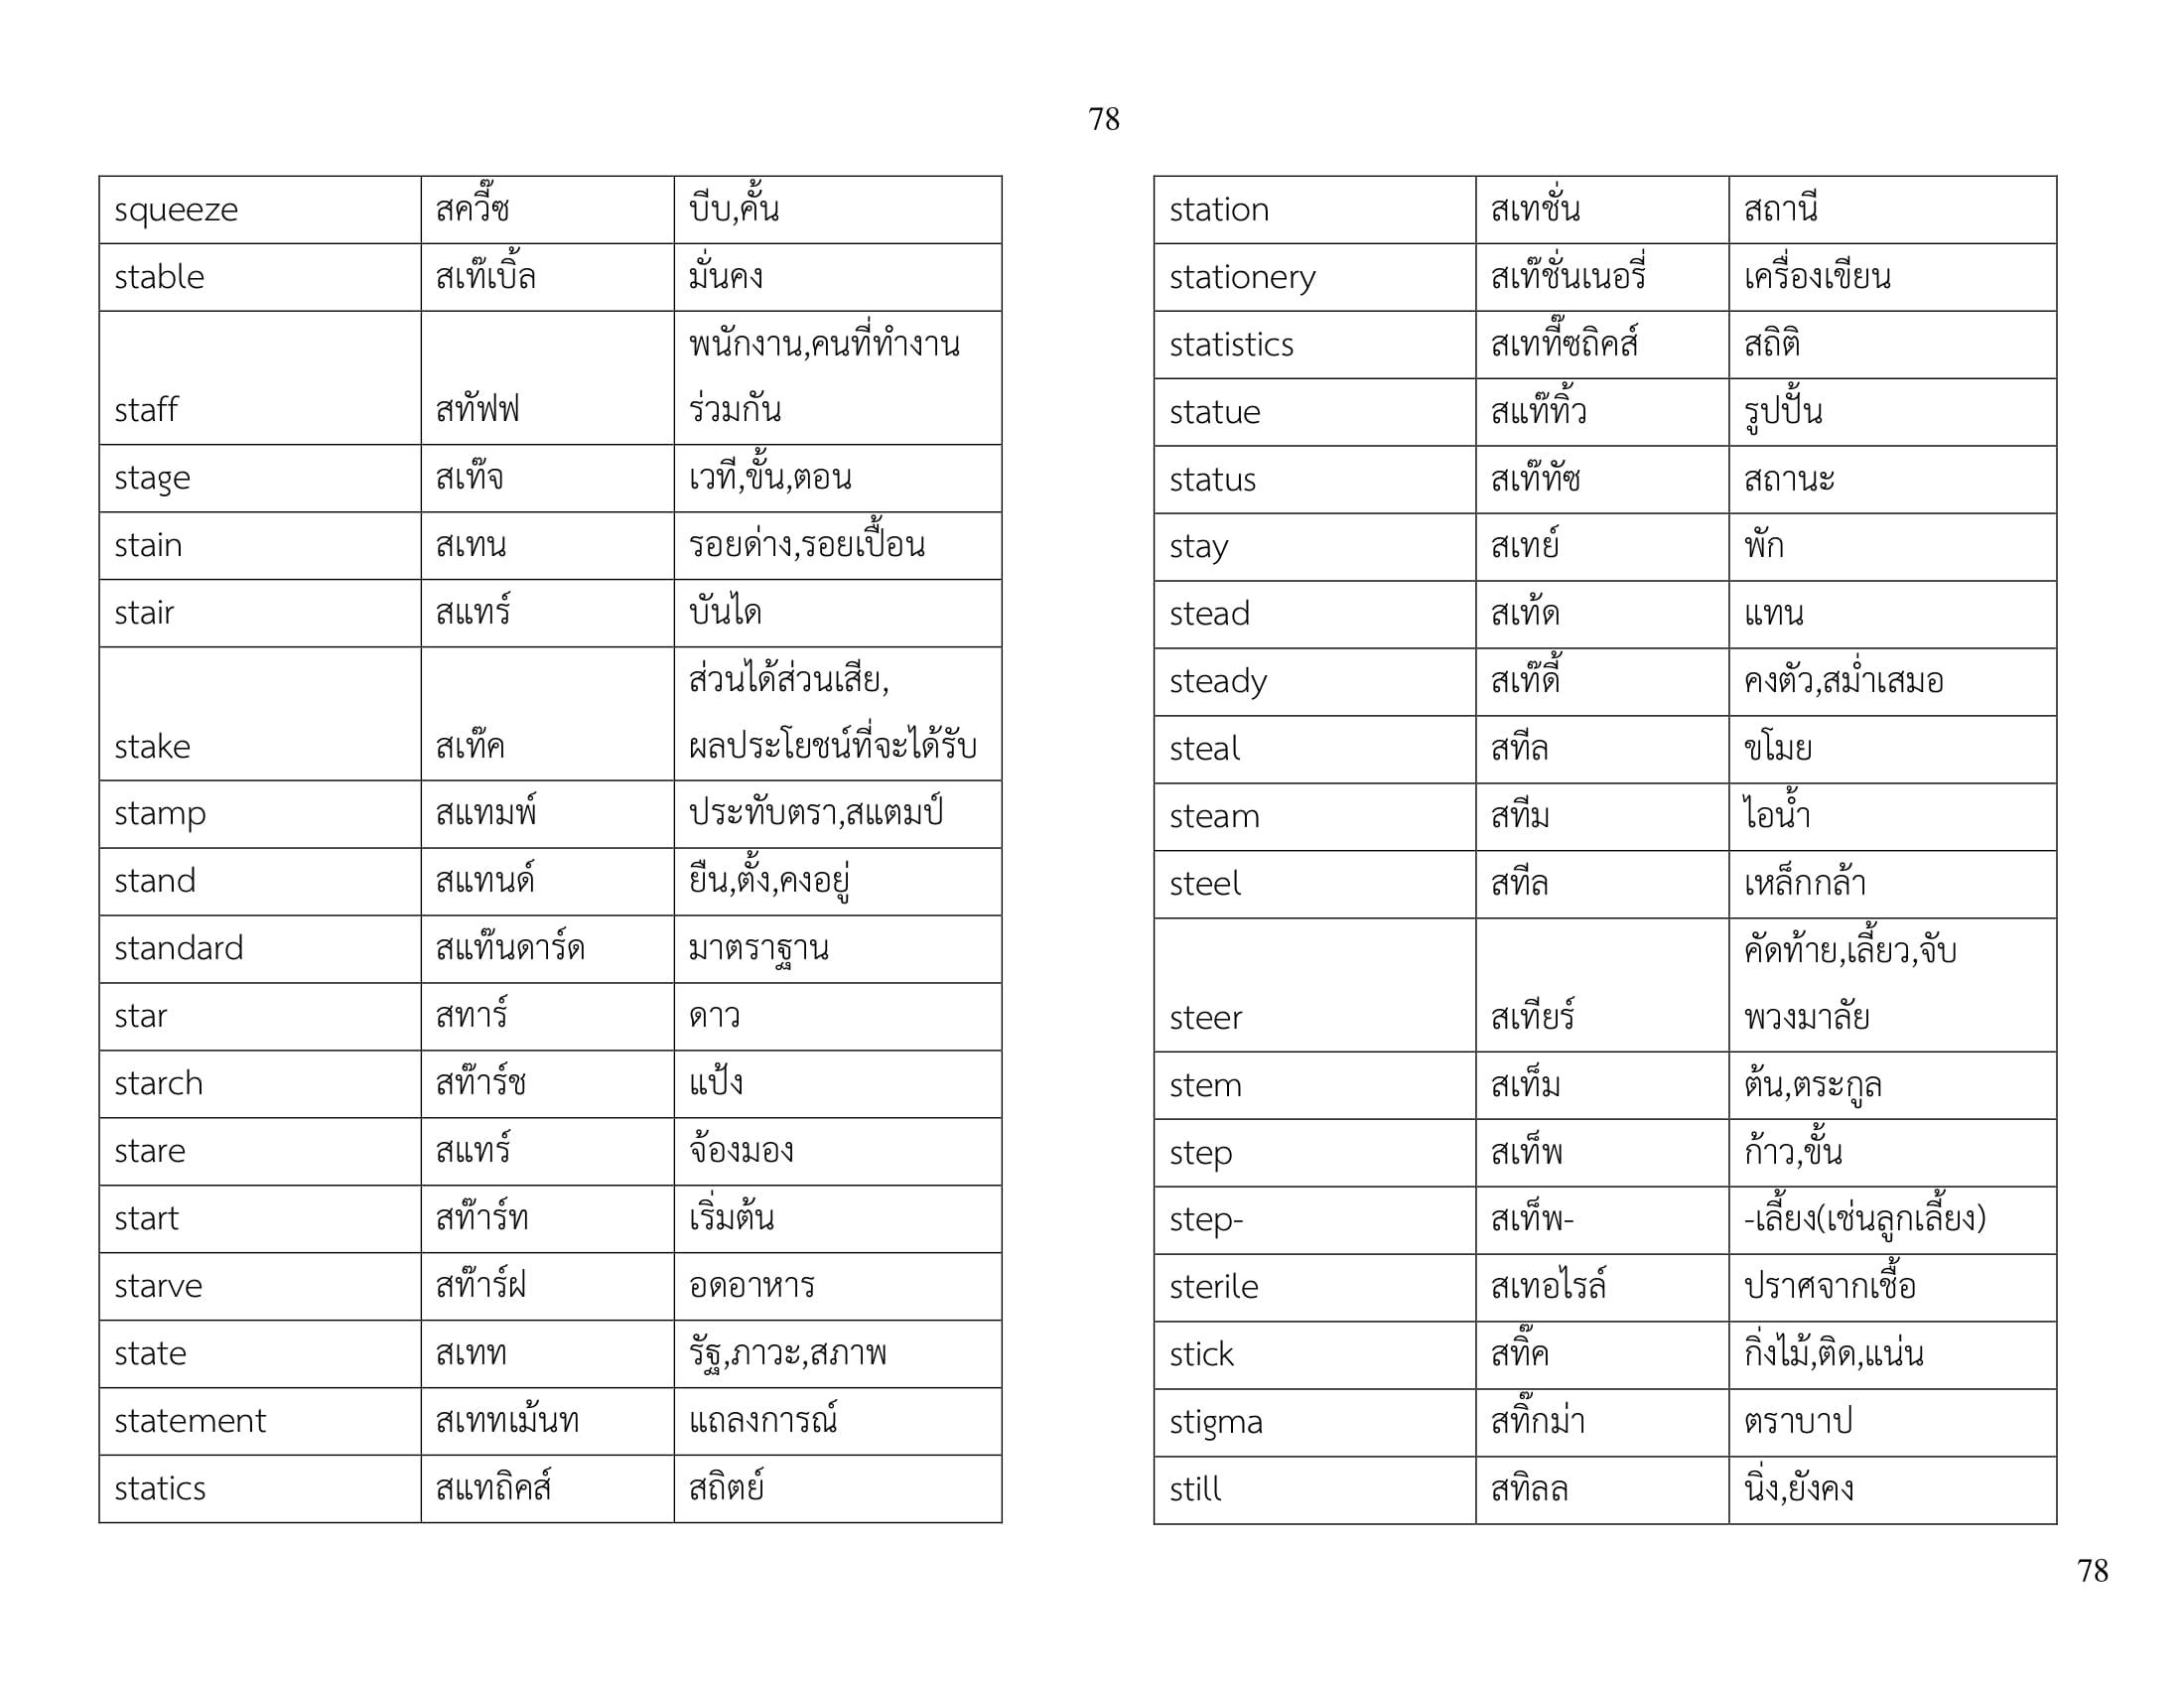 78
squeeze สควี๊ซ บีบ,คั้น
stable สเท๊เบิ้ล มั่นคง
พนักงาน,คนที่ทำงาน
staff สทัฟฟ ร่วมกัน
stage สเท๊จ เวที,ขั้น,ตอน
stain สเทน รอยด่าง,รอยเปื้อน
stair สแทร์ บันได
ส่วนได้ส่วนเสีย,
stake สเท๊ค ผลประโยชน์ที่จะได้รับ
stamp สแทมพ์ ประทับตรา,สแตมป์
stand สแทนด์ ยืน,ตั้ง,คงอยู่
standard สแท๊นดาร์ด มาตราฐาน
star สทาร์ ดาว
starch สท๊าร์ช แป้ง
stare สแทร์ จ้องมอง
start สท๊าร์ท เริ่มต้น
starve สท๊าร์ฝ อดอาหาร
state สเทท รัฐ,ภาวะ,สภาพ
statement สเททเม้นท แถลงการณ์
statics สแทถิคส์ สถิตย์
station สเทชั่น สถานี
stationery สเท๊ชั่นเนอรี่ เครื่องเขียน
statistics สเทที๊ซถิคส์ สถิติ
statue สแท๊ทิ้ว รูปปั้น
status สเท๊ทัซ สถานะ
stay สเทย์ พัก
stead สเท้ด แทน
steady สเท๊ดี้ คงตัว,สม่ำเสมอ
steal สทีล ขโมย
steam สทีม ไอน้ำ
steel สทีล เหล็กกล้า
คัดท้าย,เลี้ยว,จับ
steer สเทียร์ พวงมาลัย
stem สเท็ม ต้น,ตระกูล
step สเท็พ ก้าว,ขั้น
step- สเท็พ- -เลี้ยง(เช่นลูกเลี้ยง)
sterile สเทอไรล์ ปราศจากเชื้อ
stick สทิ๊ค กิ่งไม้,ติด,แน่น
stigma สทิ๊กม่า ตราบาป
still สทิลล นิ่ง,ยังคง
78